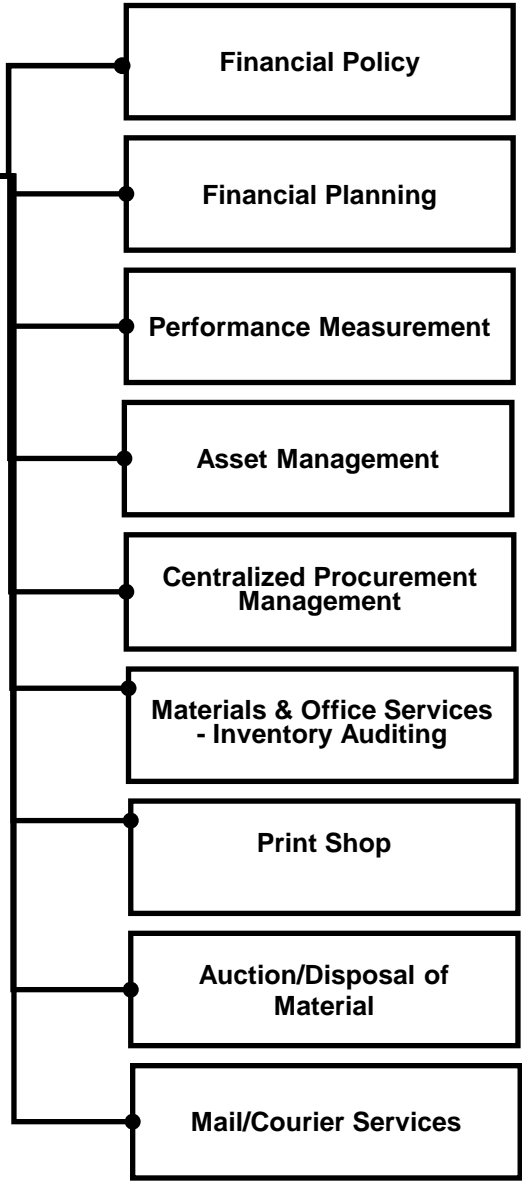 Financial Policy
Financial Planning
Performance Measurement
Asset Management
Centralized Procurement
Management
Materials & Office Services
- Inventory Auditing
Print Shop
Auction/Disposal of
Material
Mail/Courier Services